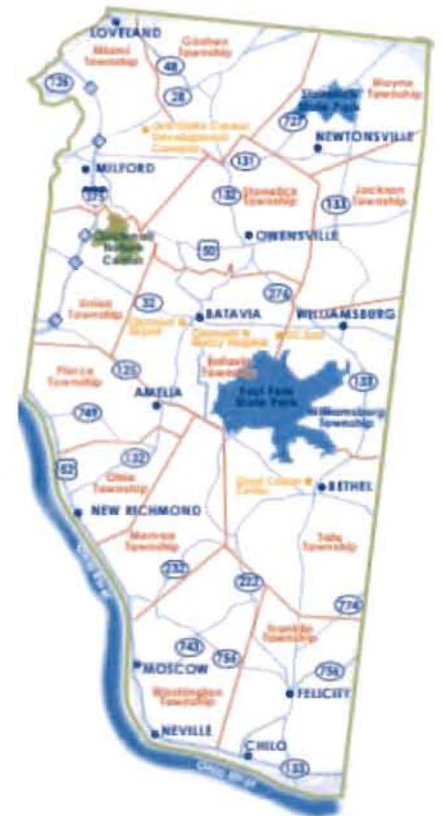 LOVELAND
Miami
Township
Goshen
Township
48
28
126
Stonelick
State Park
Wayne
Township
727
NEWTONSVILLE
131
MILFORD
275
132
Stonelick
Township
Jackson
Township
133
Cincinnati
Nature
Center
OWENSVILLE
50
276
32
BATAVIA
WILLIAMSBURG
Union
Township
Batavia
Township
Pierce
Township
125
AMELIA
East Fork
State Park
133
Williamsburg
Township
749
132
52
Ohio
Township
BETHEL
NEW RICHMOND
Monroe
Township
Tate
Township
232
222
774
Franklin
Township
743
756
756
MOSCOW
Washington
Township
FELICITY
NEVILLE
CHILO
133